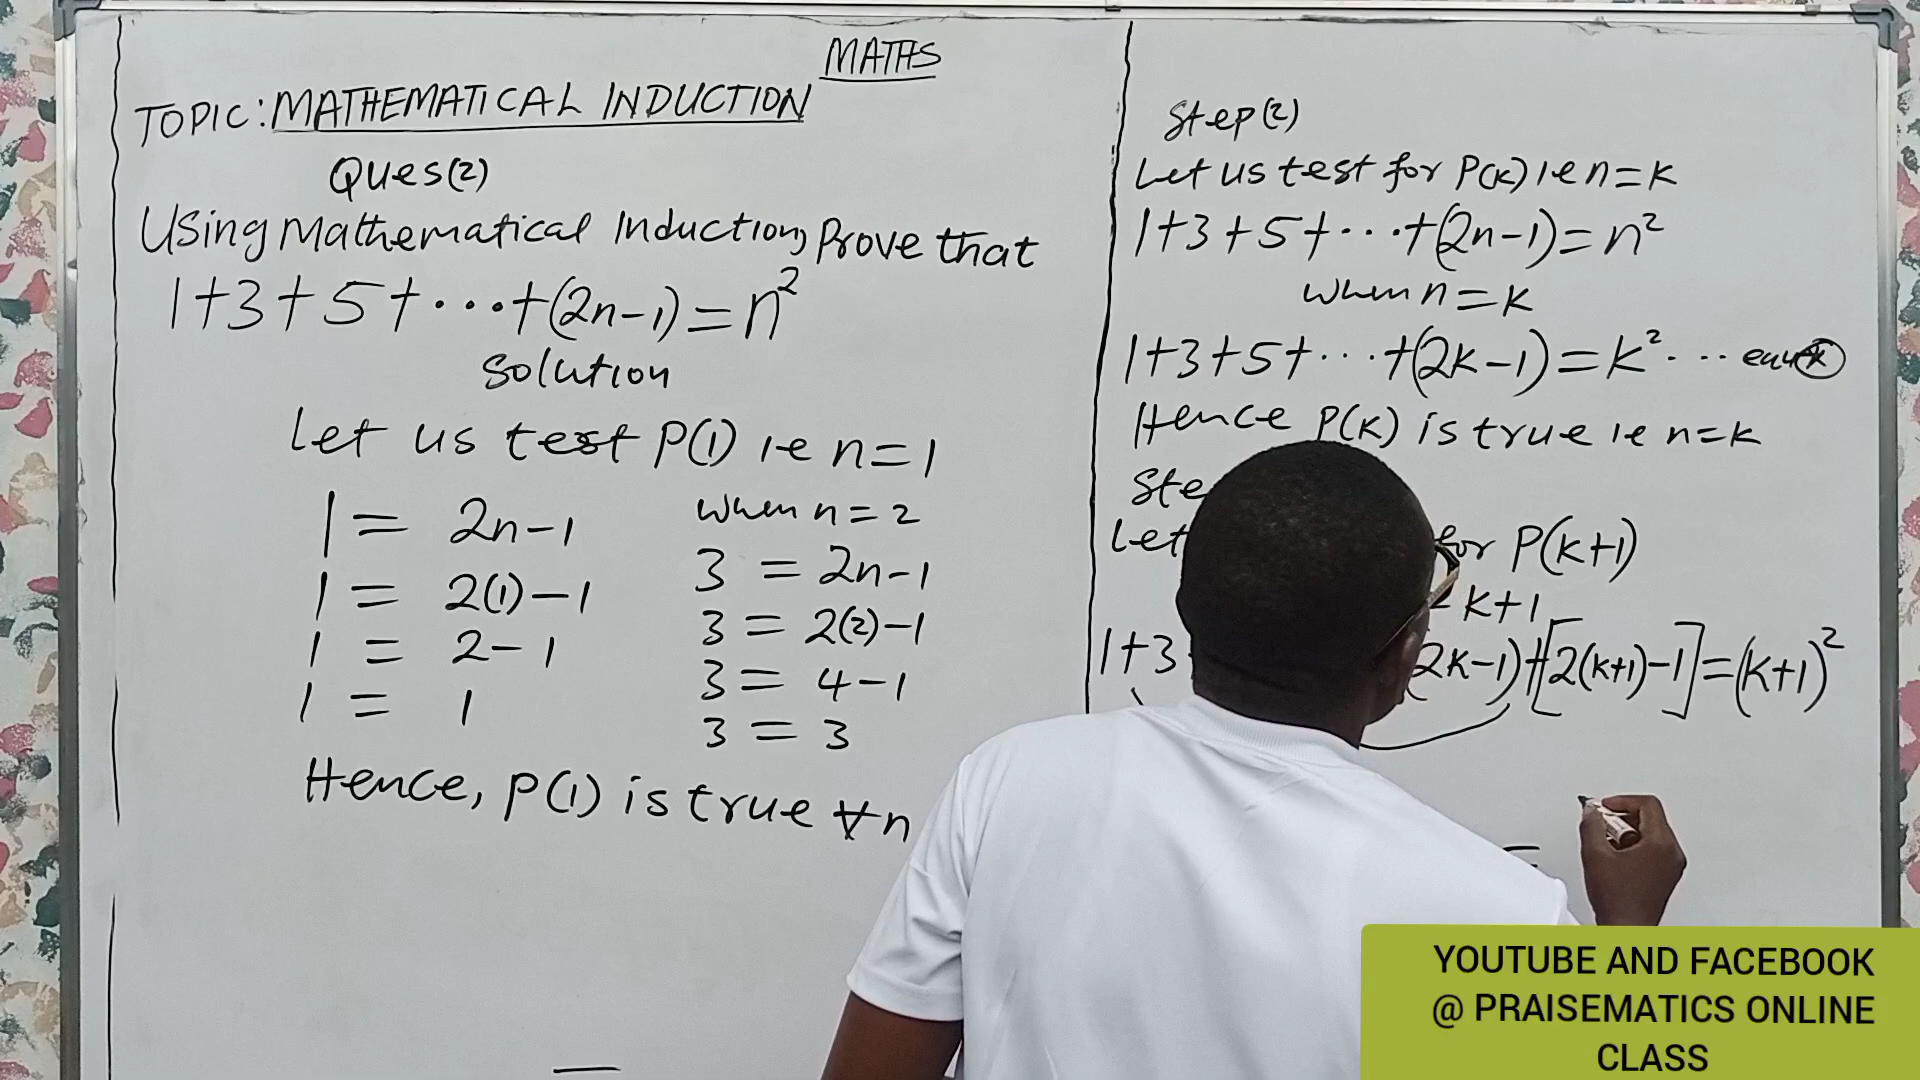 MATHS
TOPIC: MATHEMATICAL INDUCTION
Ques(2)
Using Mathematical Induction, Prove that
1+3+5+...+(2n-1)=n²
Solution
Let us test P(1) ie n=1
1 = 2n-1
1 = 2(1)-1
1 = 2-1
1 = 1
when n=2
3 = 2n-1
3 = 2(2)-1
3 = 4-1
3 = 3
Hence, P(1) is true ∀n
Step(2)
Let us test for P(k) ie n=k
1+3+5+...+(2n-1)=n²
when n=k
1+3+5+...+(2k-1)=k²...
Hence P(k) is true ie n=k
Ste
Let for P(k+1)
k+1
1+3 2k-1)+[2(k+1)-1]=(k+1)²
YOUTUBE AND FACEBOOK
@ PRAISEMATICS ONLINE
CLASS